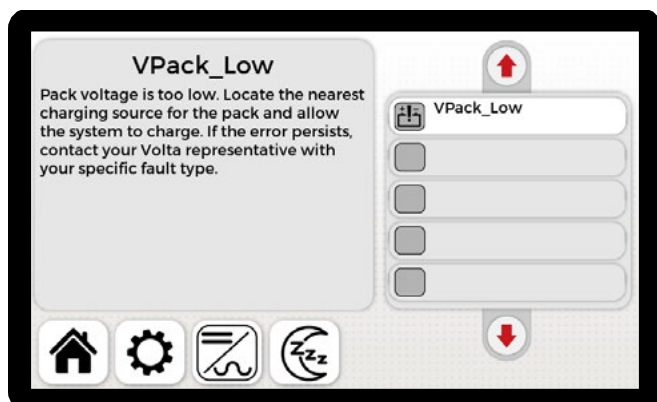 VPack_Low
Pack voltage is too low. Locate the nearest
charging source for the pack and allow
the system to charge. If the error persists,
contact your Volta representative with
your specific fault type.
VPack_Low
Zzz